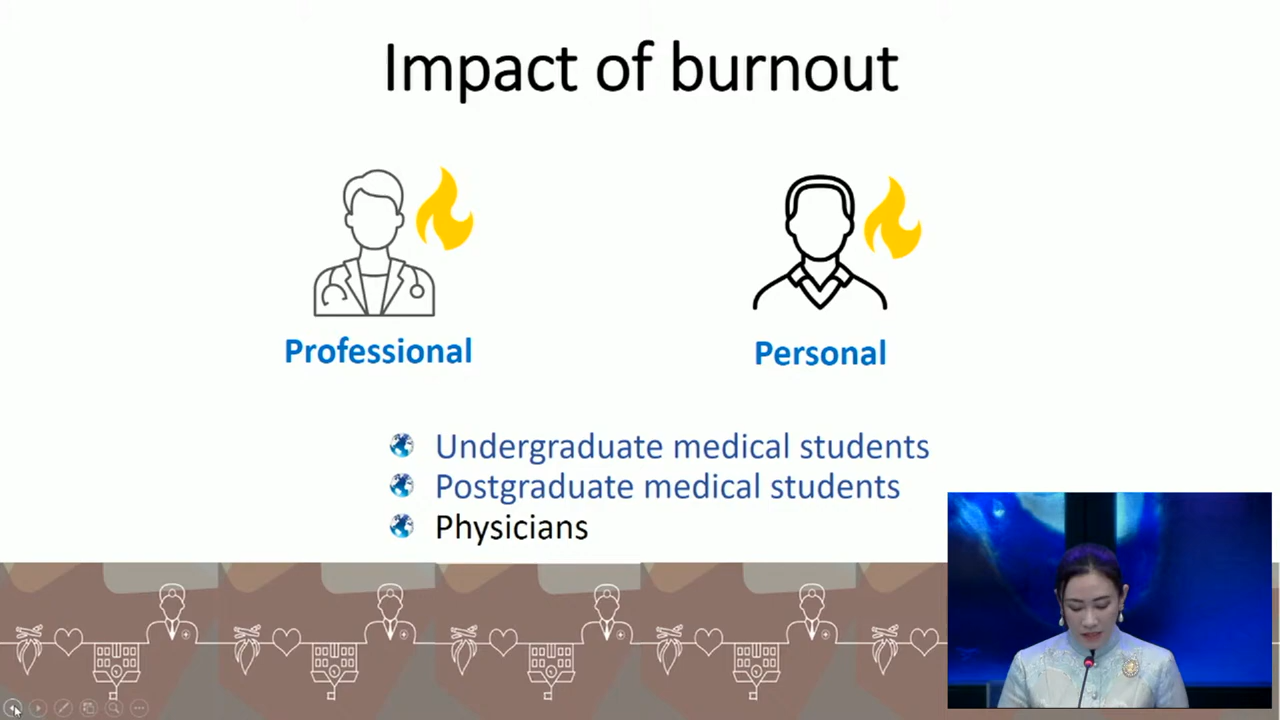 Impact of burnout
Professional
Personal
Undergraduate medical students
Postgraduate medical students
Physicians